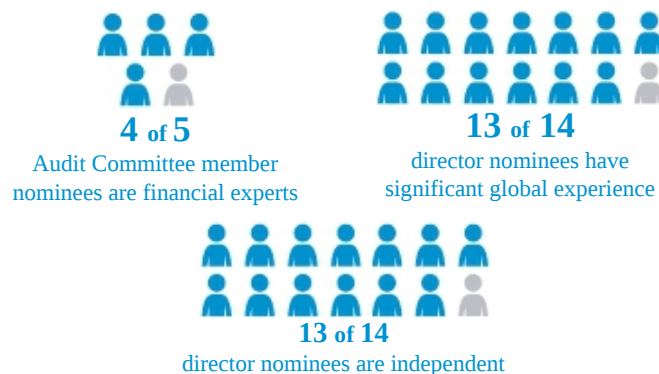 4 of 5
Audit Committee member
nominees are financial experts
13 of 14
director nominees have
significant global experience
13 of 14
director nominees are independent